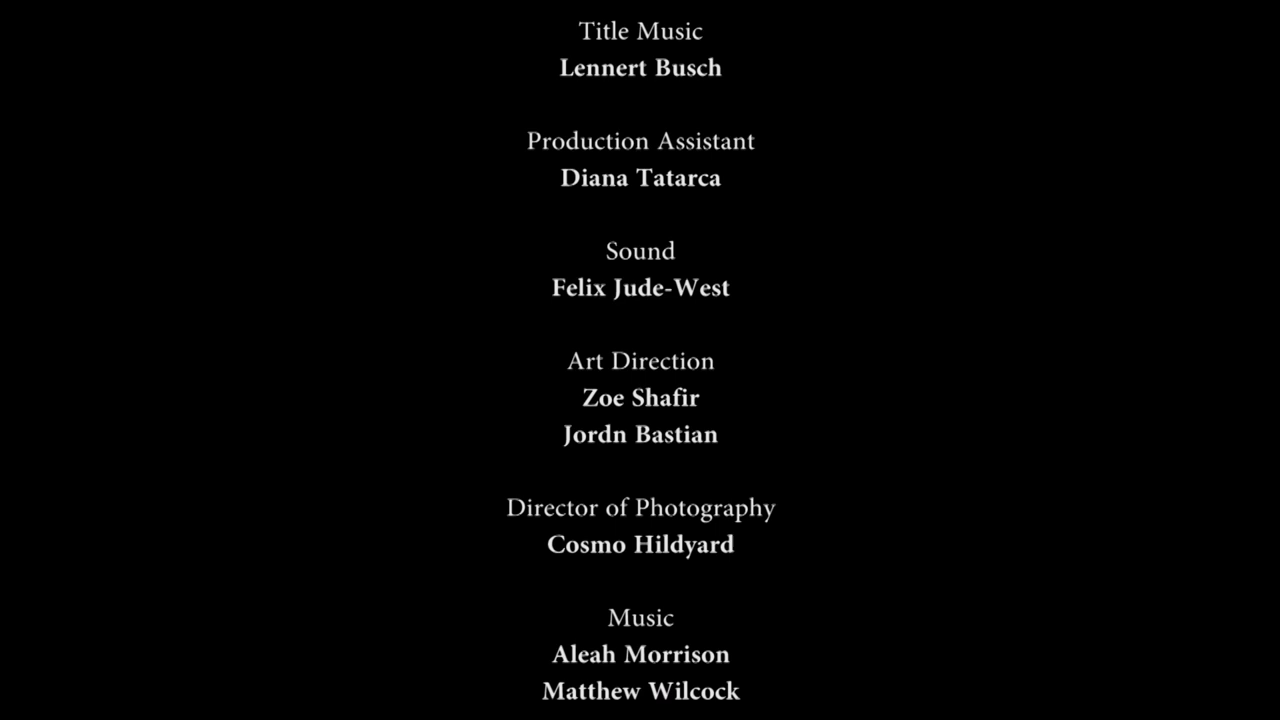 Title Music
Lennert Busch
Production Assistant
Diana Tatarca
Sound
Felix Jude-West
Art Direction
Zoe Shafir
Jordn Bastian
Director of Photography
Cosmo Hildyard
Music
Aleah Morrison
Matthew Wilcock